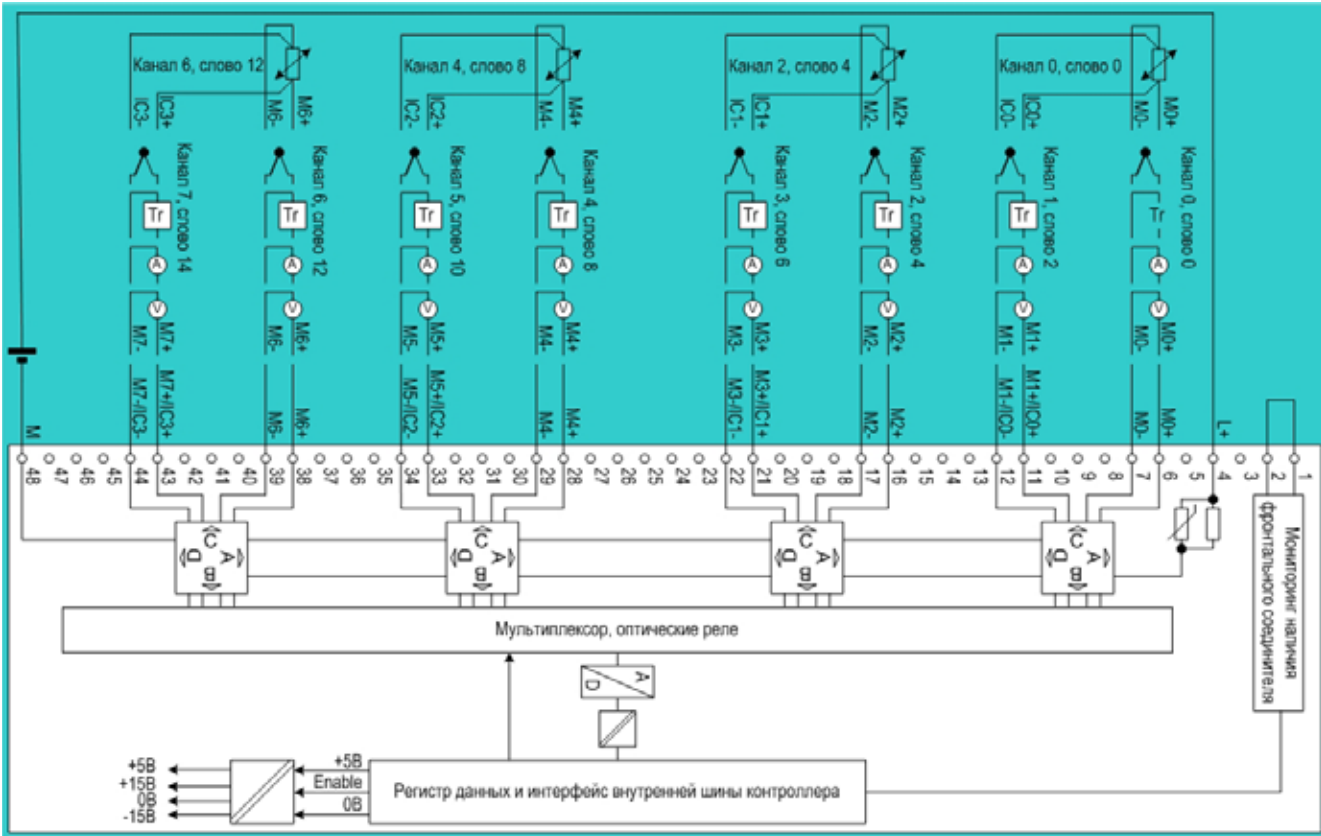 Канал 6, слово 12
Канал 4, слово 8
Канал 2, слово 4
Канал 0, слово 0
IC3-
IC3+
M6-
M6+
IC2-
IC2+
M4-
M4+
IC1-
IC1+
M2-
M2+
IC0-
IC0+
M0-
M0+
Канал 7, слово 14
Канал 6, слово 12
Канал 5, слово 10
Канал 4, слово 8
Канал 3, слово 6
Канал 2, слово 4
Канал 1, слово 2
Канал 0, слово 0
Tr
Tr
Tr
Tr
Tr
Tr
Tr
Tr
A
A
A
A
A
A
A
A
V
V
V
V
V
V
V
V
M7-
M7+
M6-
M6+
M5-
M5+
M4-
M4+
M3-
M3+
M2-
M2+
M1-
M1+
M0-
M0+
M
M7-/IC3-
M7+/IC3+
M6-
M6+
M5-/IC2-
M5+/IC2+
M4-
M4+
M3-/IC1-
M3+/IC1+
M2-
M2+
M1-/IC0-
M1+/IC0+
M0-
M0+
L+
48
47
46
45
44
43
42
41
40
39
38
37
36
35
34
33
32
31
30
29
28
27
26
25
24
23
22
21
20
19
18
17
16
15
14
13
12
11
10
9
8
7
6
5
4
3
2
1
A
B
C
D
A
B
C
D
A
B
C
D
A
B
C
D
Мониторинг наличия
фронтального соединителя
Мультиплексор, оптические реле
A
D
Регистр данных и интерфейс внутренней шины контроллера
+5В
Enable
0В
+5В
+15В
0В
-15В